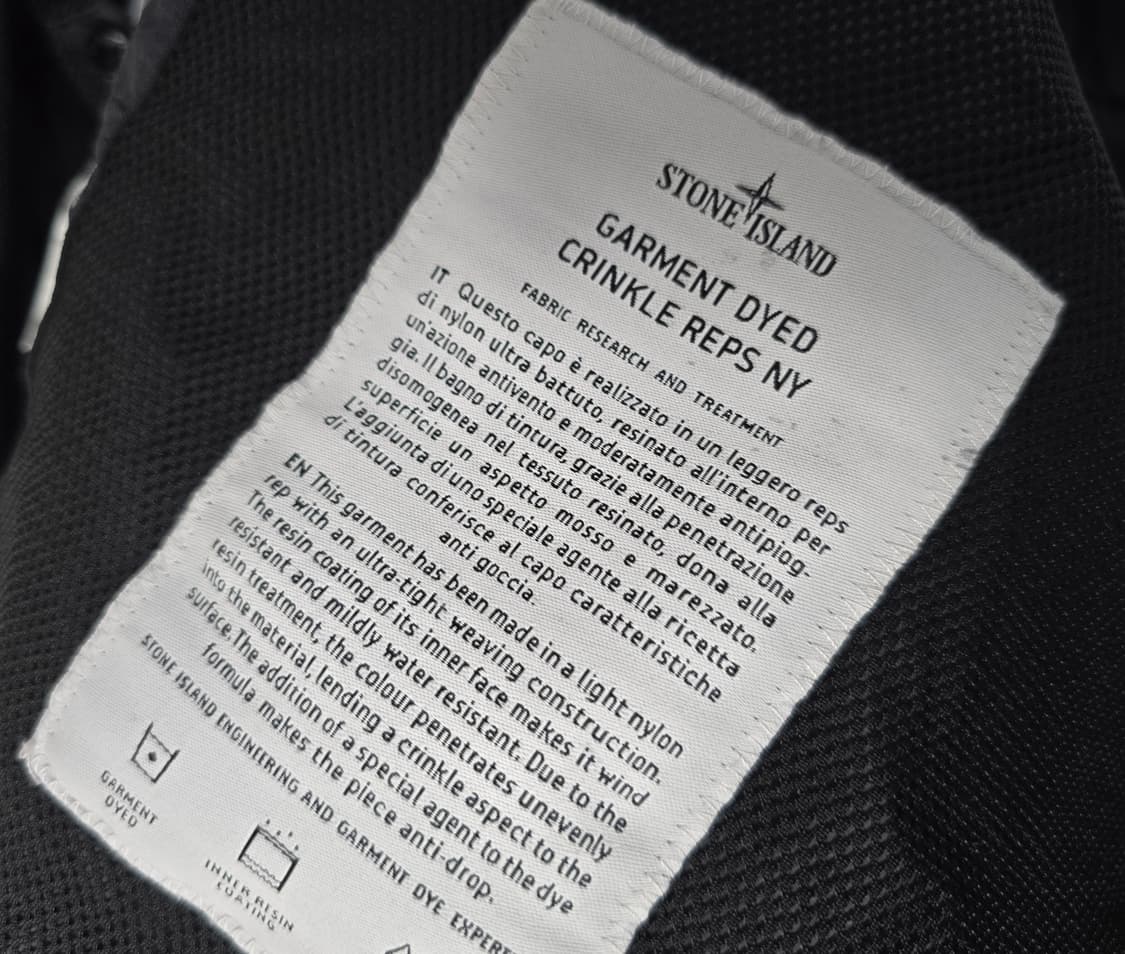 STONE ISLAND
GARMENT DYED
CRINKLE REPS NY
FABRIC RESEARCH AND TREATMENT
IT Questo capo è realizzato in un leggero reps
di nylon ultra battuto, resinato all'interno per
un'azione antivento e moderatamente antipiog-
gia. Il bagno di tintura, grazie alla penetrazione
disomogenea nel tessuto resinato, dona alla
superficie un aspetto mosso e marezzato.
L'aggiunta di uno speciale agente alla ricetta
di tintura conferisce al capo caratteristiche
anti goccia.
EN This garment has been made in a light nylon
rep with an ultra-tight weaving construction.
The resin coating of its inner face makes it wind
resistant and mildly water resistant. Due to the
resin treatment, the colour penetrates unevenly
into the material, lending a crinkle aspect to the
surface. The addition of a special agent to the dye
formula makes the piece anti-drop.
STONE ISLAND ENGINEERING AND GARMENT DYE EXPERT
GARMENT
DYED
INNER RESIN
COATING